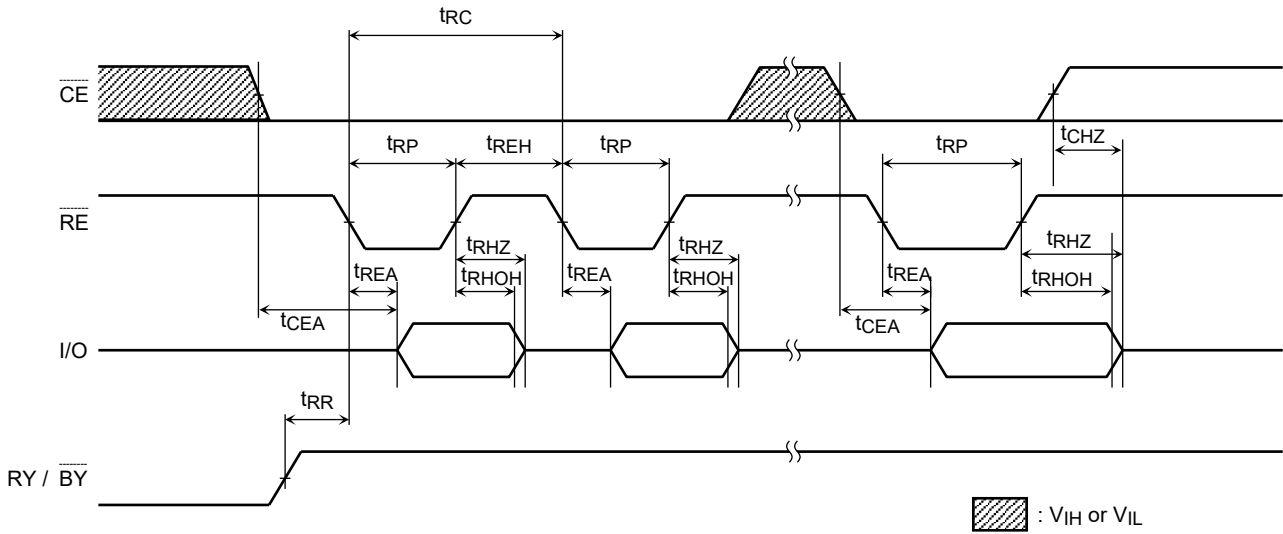 tRC
CE
tCHZ
tRP
tREH
tRP
tRP
RE
tRHZ
tRHZ
tRHZ
tREA
tRHOH
tREA
tRHOH
tREA
tRHOH
tCEA
tCEA
I/O
tRR
RY / BY
: VIH or VIL